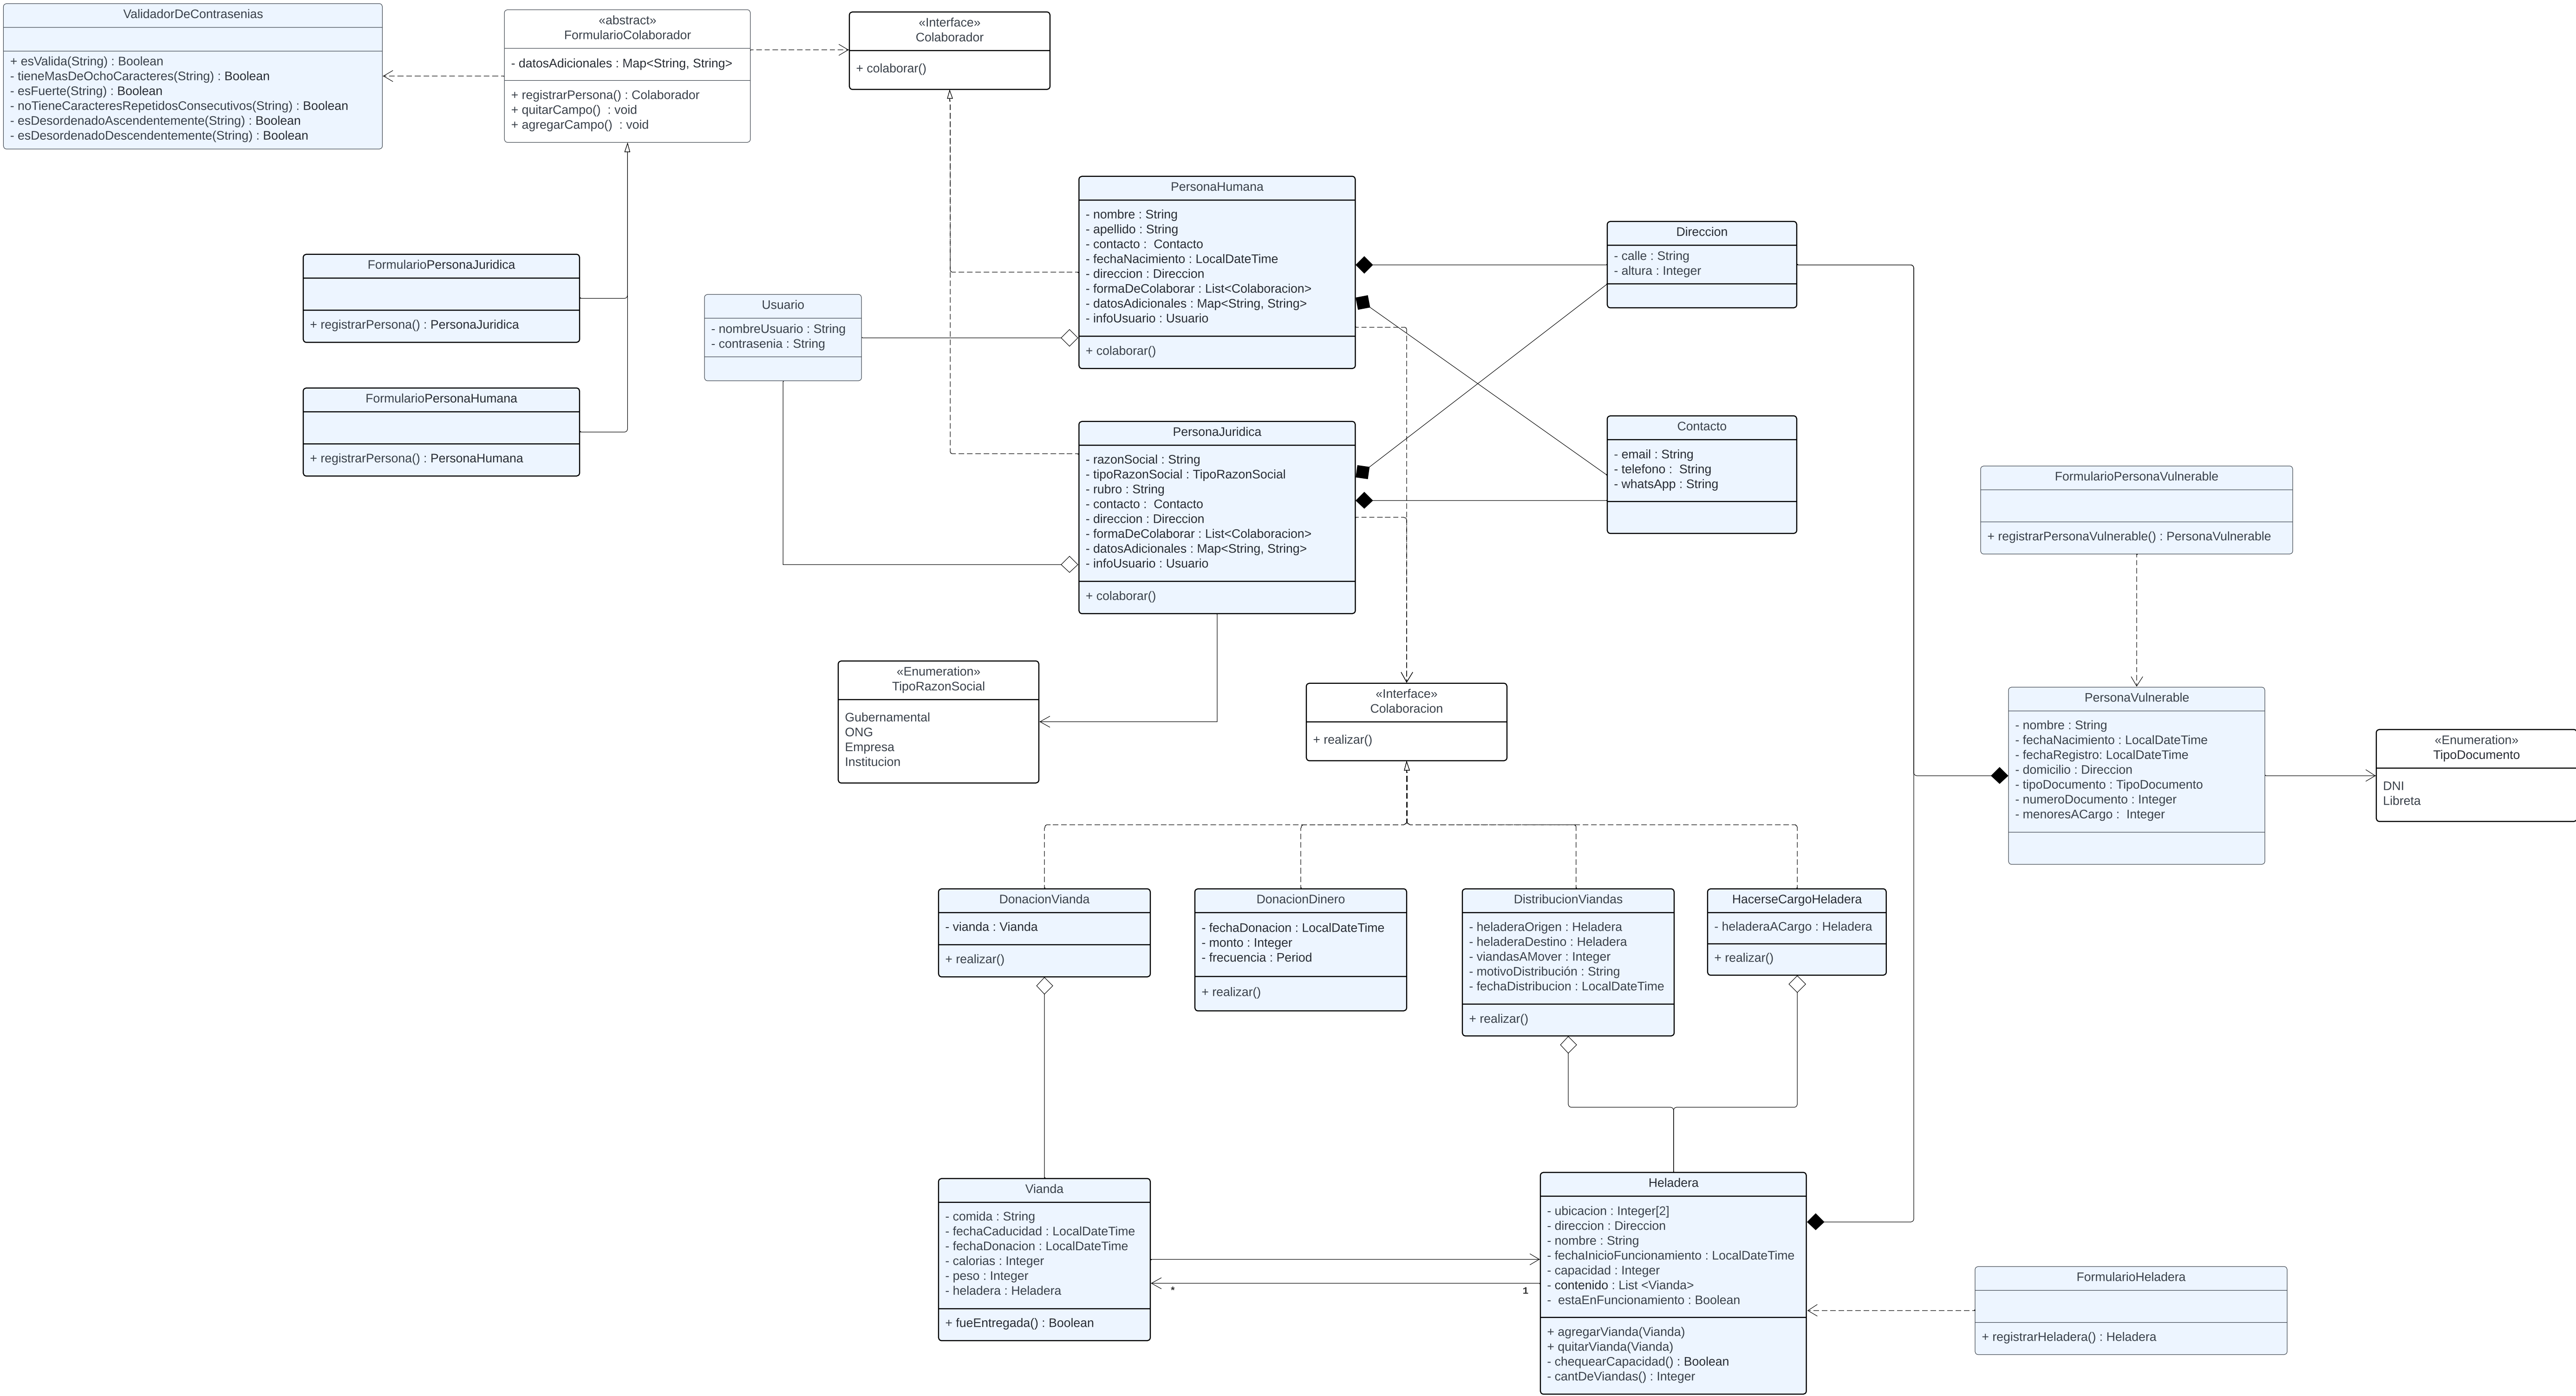 ValidadorDeContrasenias
+ esValida(String) : Boolean
- tieneMasDeOchoCaracteres(String) : Boolean
- esFuerte(String) : Boolean
- noTieneCaracteresRepetidosConsecutivos(String) : Boolean
- esDesordenadoAscendentemente(String) : Boolean
- esDesordenadoDescendentemente(String) : Boolean
«abstract»
FormularioColaborador
- datosAdicionales : Map<String, String>
+ registrarPersona() : Colaborador
+ quitarCampo()  : void
+ agregarCampo()  : void
«Interface»
Colaborador
+ colaborar()
FormularioPersonaJuridica
+ registrarPersona() : PersonaJuridica
FormularioPersonaHumana
+ registrarPersona() : PersonaHumana
Usuario
- nombreUsuario : String
- contrasenia : String
PersonaHumana
- nombre : String
- apellido : String
- contacto :  Contacto
- fechaNacimiento : LocalDateTime
- direccion : Direccion
- formaDeColaborar : List<Colaboracion>
- datosAdicionales : Map<String, String>
- infoUsuario : Usuario
+ colaborar()
Direccion
- calle : String
- altura : Integer
PersonaJuridica
- razonSocial : String
- tipoRazonSocial : TipoRazonSocial
- rubro : String
- contacto :  Contacto
- direccion : Direccion
- formaDeColaborar : List<Colaboracion>
- datosAdicionales : Map<String, String>
- infoUsuario : Usuario
+ colaborar()
Contacto
- email : String
- telefono :  String
- whatsApp : String
FormularioPersonaVulnerable
+ registrarPersonaVulnerable() : PersonaVulnerable
«Enumeration»
TipoRazonSocial
Gubernamental
ONG
Empresa
Institucion
«Interface»
Colaboracion
+ realizar()
PersonaVulnerable
- nombre : String
- fechaNacimiento : LocalDateTime
- fechaRegistro: LocalDateTime
- domicilio : Direccion
- tipoDocumento : TipoDocumento
- numeroDocumento : Integer
- menoresACargo :  Integer
«Enumeration»
TipoDocumento
DNI
Libreta
DonacionVianda
- vianda : Vianda
+ realizar()
DonacionDinero
- fechaDonacion : LocalDateTime
- monto : Integer
- frecuencia : Period
+ realizar()
DistribucionViandas
- heladeraOrigen : Heladera
- heladeraDestino : Heladera
- viandasAMover : Integer
- motivoDistribución : String
- fechaDistribucion : LocalDateTime
+ realizar()
HacerseCargoHeladera
- heladeraACargo : Heladera
+ realizar()
Vianda
- comida : String
- fechaCaducidad : LocalDateTime
- fechaDonacion : LocalDateTime
- calorias : Integer
- peso : Integer
- heladera : Heladera
+ fueEntregada() : Boolean
*
1
Heladera
- ubicacion : Integer[2]
- direccion : Direccion
- nombre : String
- fechaInicioFuncionamiento : LocalDateTime
- capacidad : Integer
- contenido : List <Vianda>
-  estaEnFuncionamiento : Boolean
+ agregarVianda(Vianda)
+ quitarVianda(Vianda)
- chequearCapacidad() : Boolean
- cantDeViandas() : Integer
FormularioHeladera
+ registrarHeladera() : Heladera